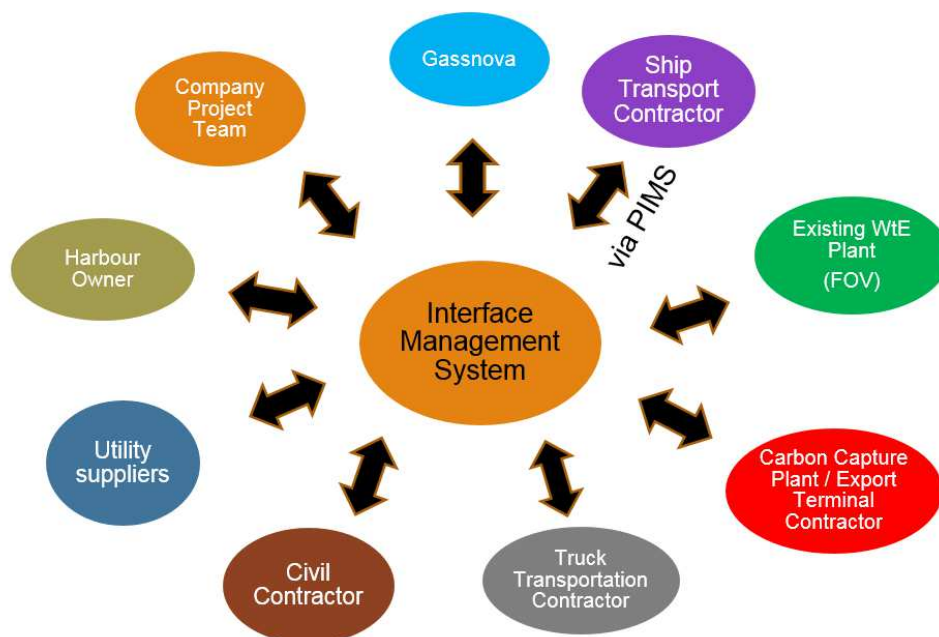 Gassnova
Ship
Transport
Contractor
Company
Project
Team
via PIMS
Existing WtE
Plant
(FOV)
Harbour
Owner
Interface
Management
System
Utility
suppliers
Carbon Capture
Plant / Export
Terminal
Contractor
Civil
Contractor
Truck
Transportation
Contractor